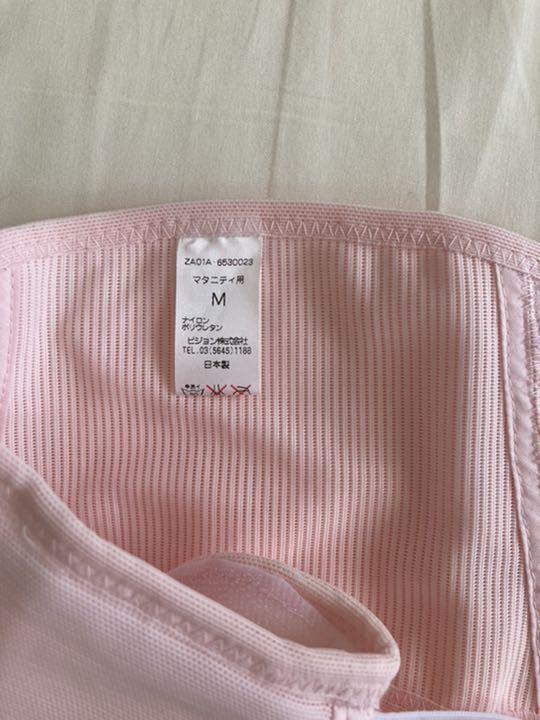 ZA01A-6530023
マタニティ用
M
ナイロン
ポリウレタン
ピジョン株式会社
TEL.03(5645)1188
日本製